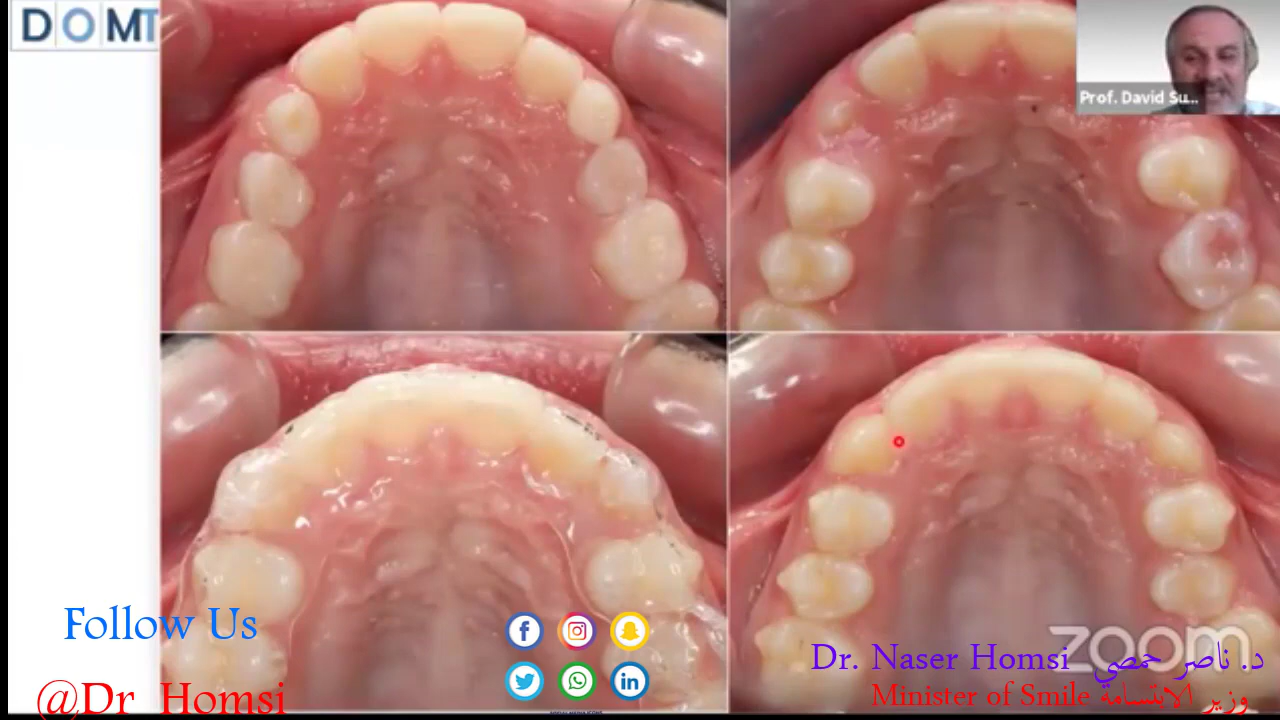 DOMT
Prof. David Su...
zoom
Follow Us
@Dr_Homsi
Dr. Naser Homsi د. ناصر حمصي
Minister of Smile وزير الابتسامة